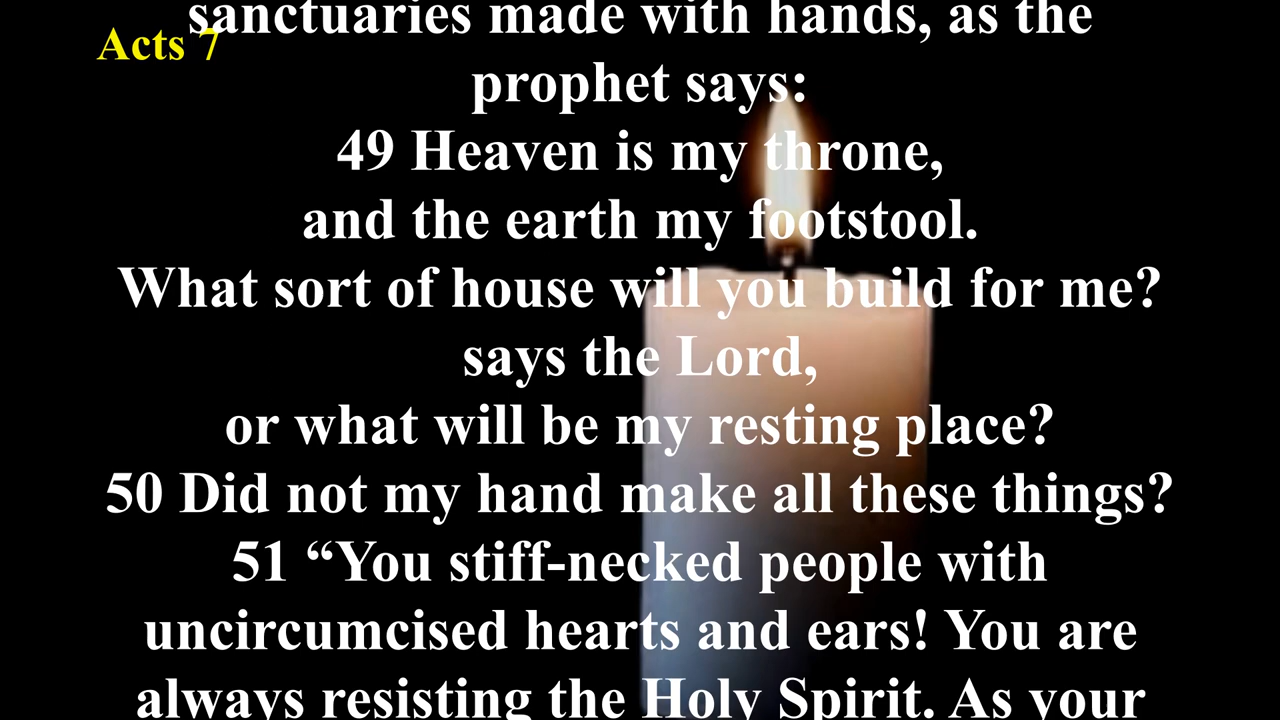 sanctuaries made with hands, as the
Acts 7
prophet says:
49 Heaven is my throne,
and the earth my footstool.
What sort of house will you build for me?
says the Lord,
or what will be my resting place?
50 Did not my hand make all these things?
51 “You stiff-necked people with
uncircumcised hearts and ears! You are
always resisting the Holy Spirit. As your